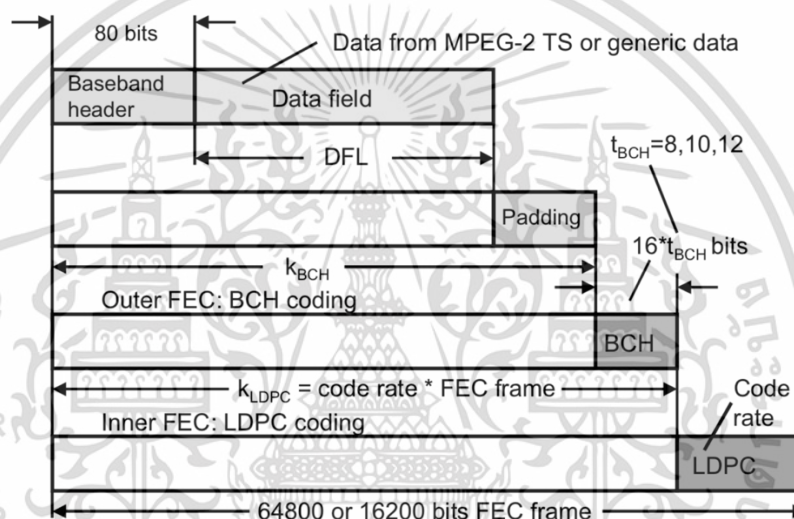 80 bits
Data from MPEG-2 TS or generic data
Baseband
header
Data field
DFL
t_BCH=8,10,12
Padding
16*t_BCH bits
k_BCH
Outer FEC: BCH coding
BCH
k_LDPC = code rate * FEC frame
Code
rate
Inner FEC: LDPC coding
LDPC
64800 or 16200 bits FEC frame